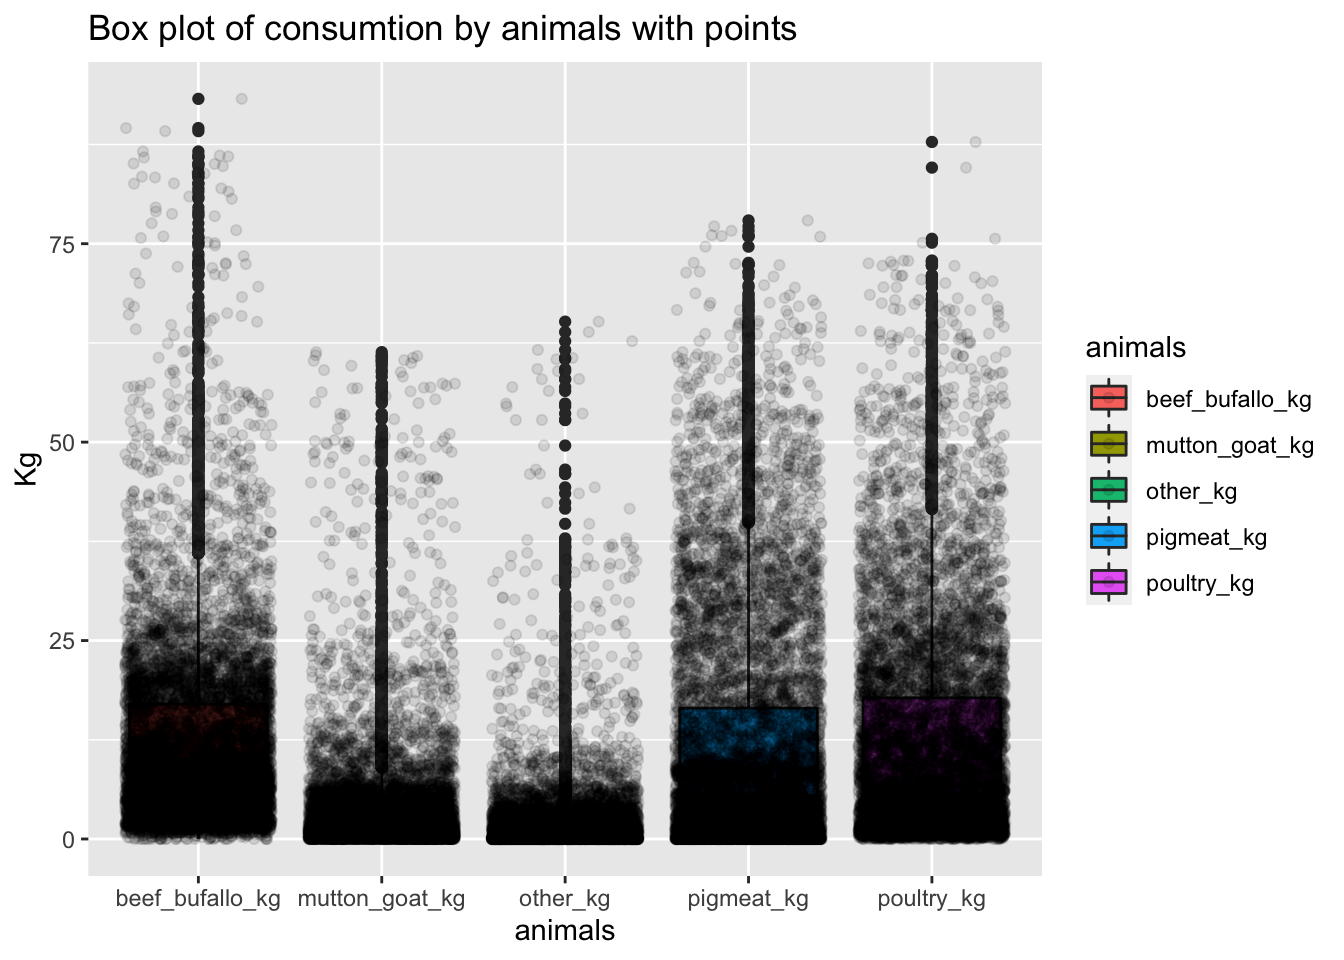 Box plot of consumtion by animals with points
75
50
25
0
Kg
beef_bufallo_kg
mutton_goat_kg
other_kg
pigmeat_kg
poultry_kg
animals
animals
beef_bufallo_kg
mutton_goat_kg
other_kg
pigmeat_kg
poultry_kg